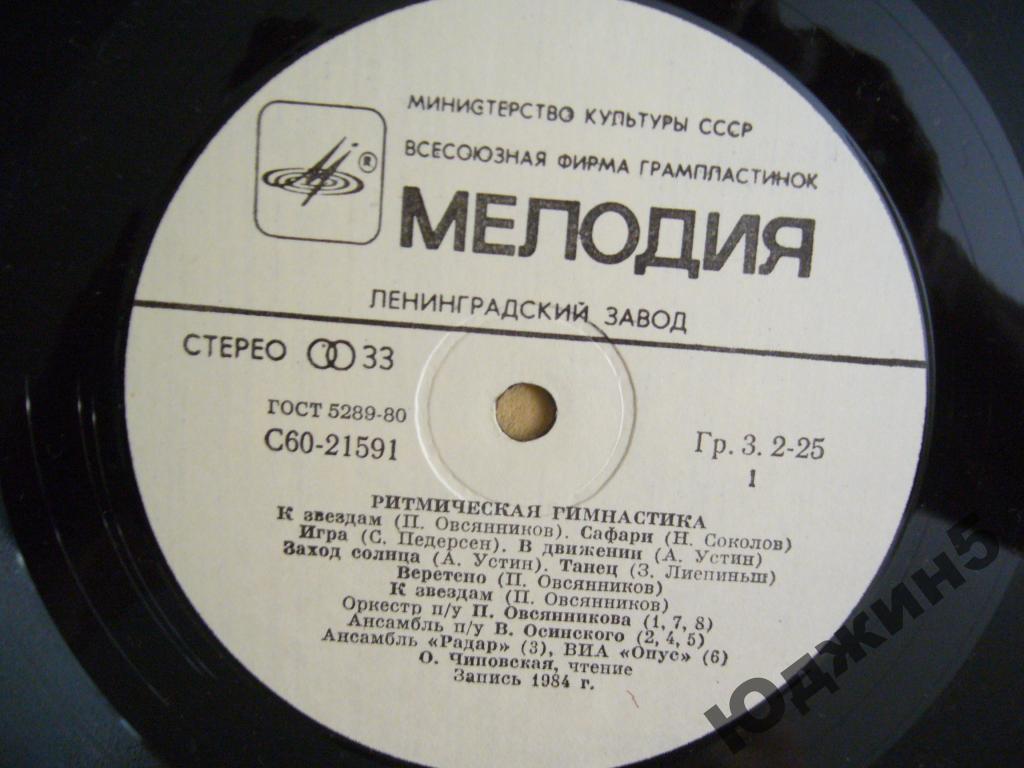 МИНИСТЕРСТВО КУЛЬТУРЫ СССР
ВСЕСОЮЗНАЯ ФИРМА ГРАМПЛАСТИНОК
®
МЕЛОДИЯ
ЛЕНИНГРАДСКИЙ ЗАВОД
СТЕРЕО 33
ГОСТ 5289-80
С60-21591
Гр. 3. 2-25
1
РИТМИЧЕСКАЯ ГИМНАСТИКА
К звездам (П. Овсянников). Сафари (Н. Соколов)
Игра (С. Педерсен). В движении (А. Устин)
Заход солнца (А. Устин). Танец (З. Лиепиньш)
Веретено (П. Овсянников)
К звездам (П. Овсянников)
Оркестр п/у П. Овсянникова (1, 7, 8)
Ансамбль п/у В. Осинского (2, 4, 5)
Ансамбль «Радар» (3), ВИА «Опус» (6)
О. Чиповская, чтение
Запись 1984 г.
Юджин5